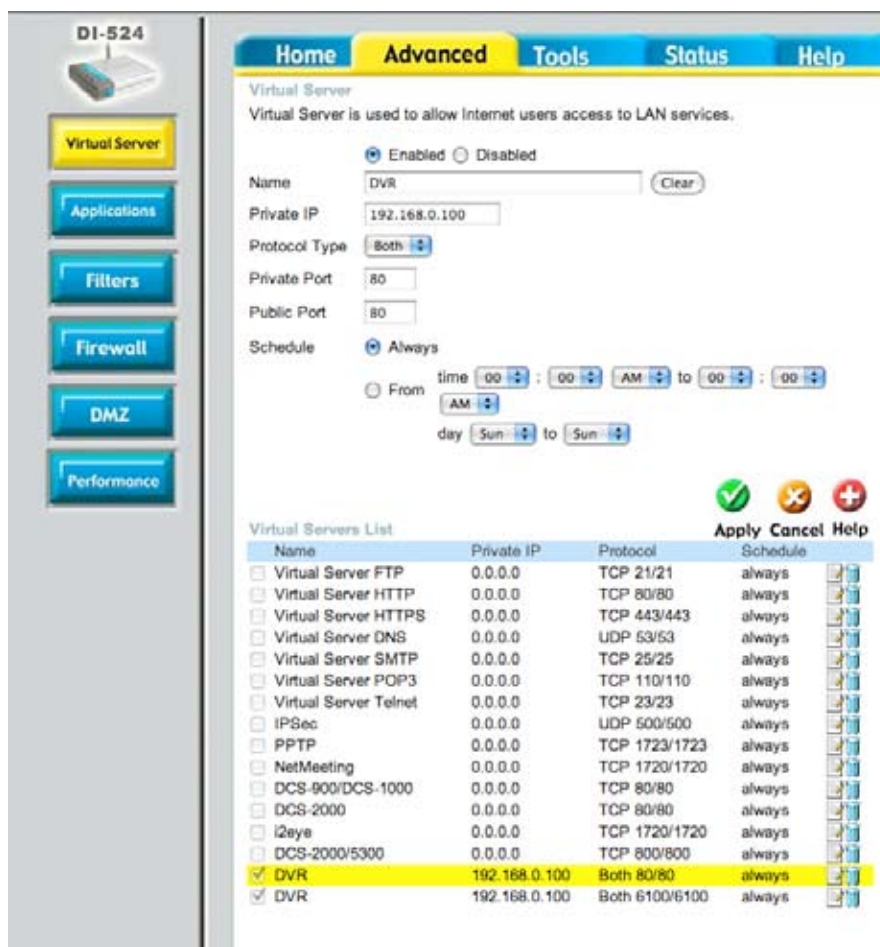 DI-524
Home Advanced Tools Status Help
Virtual Server
Applications
Filters
Firewall
DMZ
Performance
Virtual Server
Virtual Server is used to allow Internet users access to LAN services.
Enabled Disabled
Name DVR Clear
Private IP 192.168.0.100
Protocol Type Both
Private Port 80
Public Port 80
Schedule Always
From time 00 : 00 AM to 00 : 00
AM
day Sun to Sun
Apply Cancel Help
Virtual Servers List
Name Private IP Protocol Schedule
Virtual Server FTP 0.0.0.0 TCP 21/21 always
Virtual Server HTTP 0.0.0.0 TCP 80/80 always
Virtual Server HTTPS 0.0.0.0 TCP 443/443 always
Virtual Server DNS 0.0.0.0 UDP 53/53 always
Virtual Server SMTP 0.0.0.0 TCP 25/25 always
Virtual Server POP3 0.0.0.0 TCP 110/110 always
Virtual Server Telnet 0.0.0.0 TCP 23/23 always
IPSec 0.0.0.0 UDP 500/500 always
PPTP 0.0.0.0 TCP 1723/1723 always
NetMeeting 0.0.0.0 TCP 1720/1720 always
DCS-900/DCS-1000 0.0.0.0 TCP 80/80 always
DCS-2000 0.0.0.0 TCP 80/80 always
i2eye 0.0.0.0 TCP 1720/1720 always
DCS-2000/5300 0.0.0.0 TCP 800/800 always
DVR 192.168.0.100 Both 80/80 always
DVR 192.168.0.100 Both 6100/6100 always